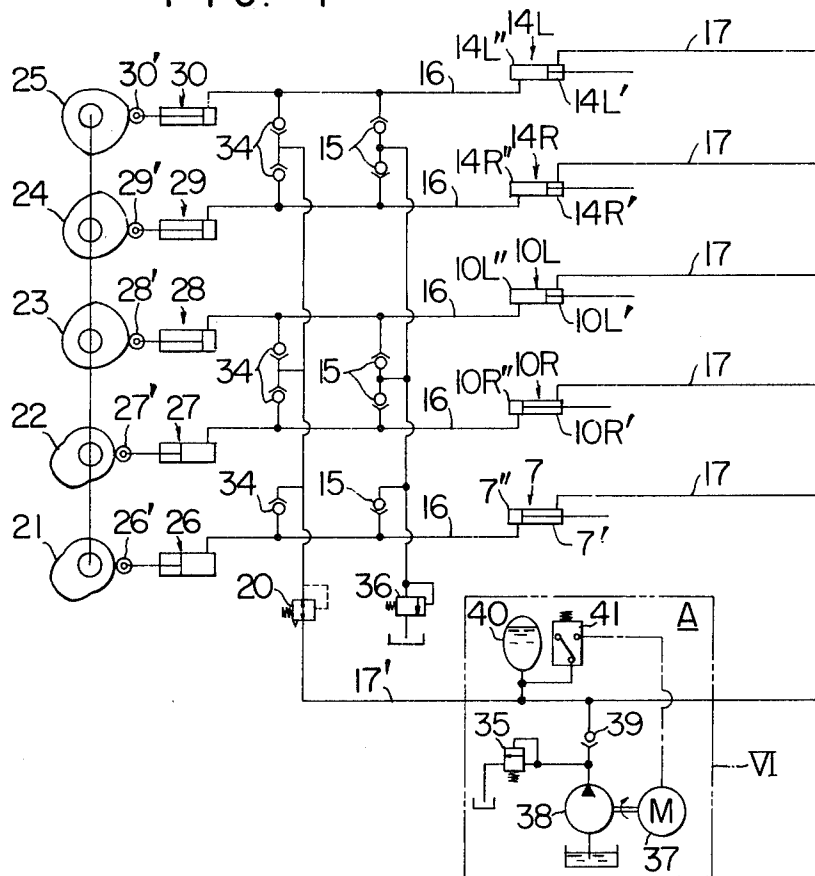 14L" 14L 17
25 30' 30 16 14L'
34 15 14R" 14R 17
24 29' 29 16 14R'
10L" 10L 17
23 28' 28 16 10L'
34 15 10R" 10R 17
22 27' 27 16 10R'
34 15 7" 7 17
21 26' 26 16 7'
20 36 40 41 A
17'
35 39
VI
38 M
37